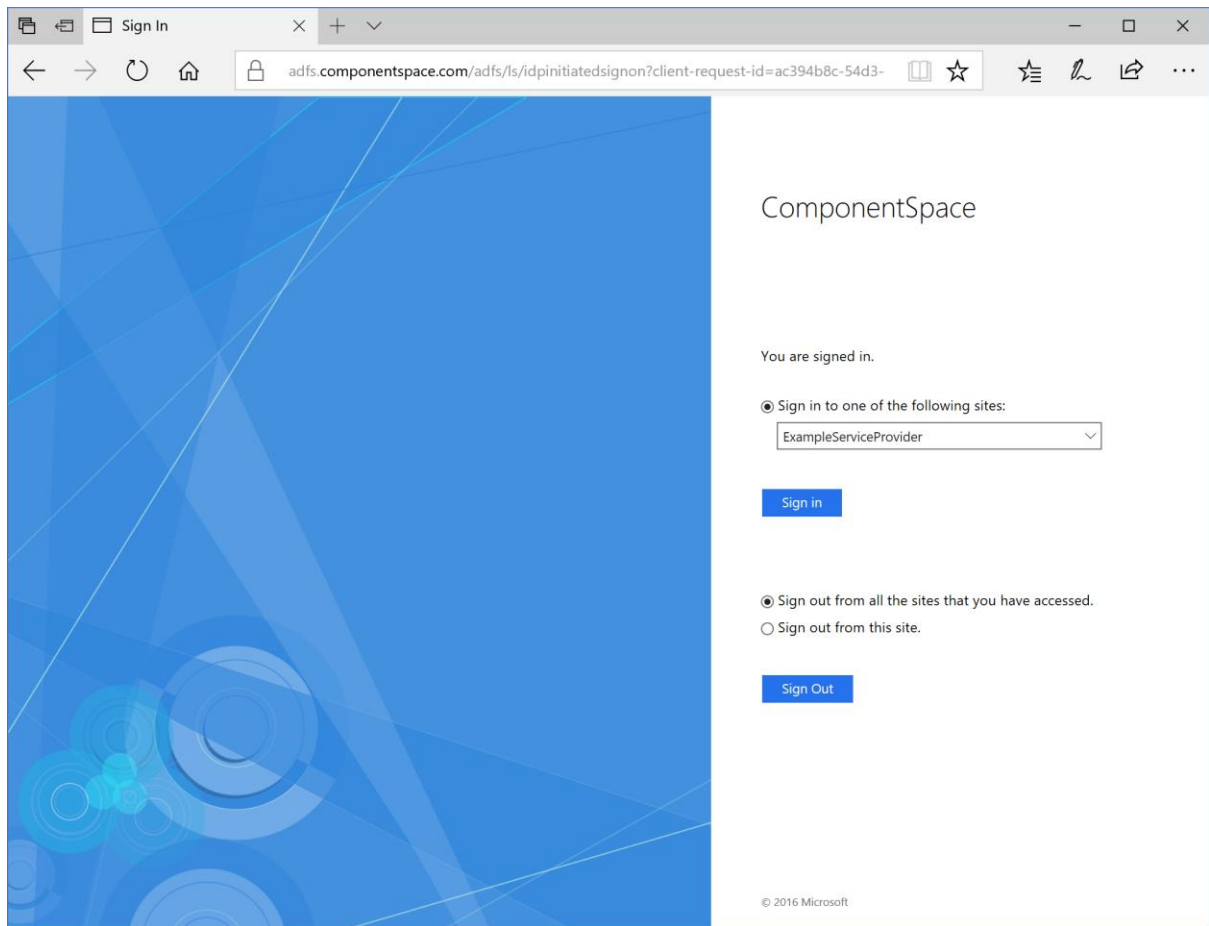 Sign In
adfs.componentspace.com/adfs/ls/idpinitiatedsignon?client-request-id=ac394b8c-54d3-
ComponentSpace
You are signed in.
Sign in to one of the following sites:
ExampleServiceProvider
Sign in
Sign out from all the sites that you have accessed.
Sign out from this site.
Sign Out
© 2016 Microsoft